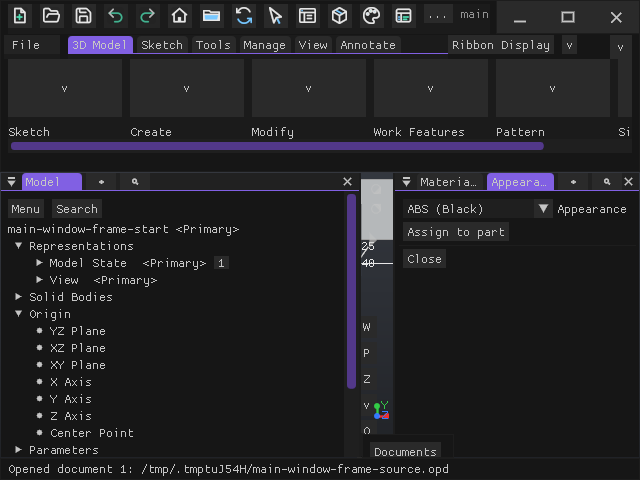 ... main
File 3D Model Sketch Tools Manage View Annotate Ribbon Display v v
v v v v v
Sketch Create Modify Work Features Pattern Si
Model Materia… Appeara…
Menu Search
ABS (Black) Appearance
Assign to part
Close
main-window-frame-start <Primary>
Representations
Model State <Primary> 1
View <Primary>
Solid Bodies
Origin
YZ Plane
XZ Plane
XY Plane
X Axis
Y Axis
Z Axis
Center Point
Parameters
25
40
W
P
Z
v
Y
Z
O
Documents
Opened document 1: /tmp/.tmptuJ54H/main-window-frame-source.opd